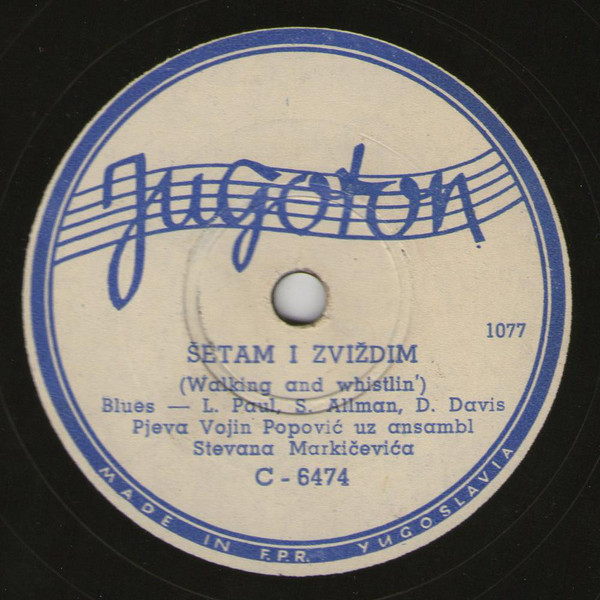 Jugoton
1077
ŠETAM I ZVIŽDIM
(Walking and whistlin')
Blues — L. Paul, S. Allman, D. Davis
Pjeva Vojin Popović uz ansambl
Stevana Markičevića
C - 6474
MADE IN F.P.R. YUGOSLAVIA